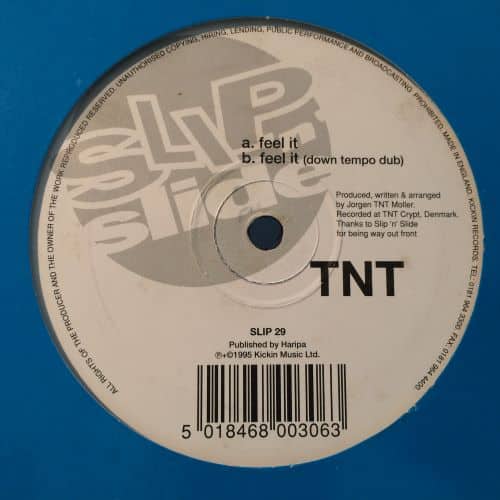 ALL RIGHTS OF THE PRODUCER AND THE OWNER OF THE WORK REPRODUCED RESERVED. UNAUTHORISED COPYING, HIRING, LENDING, PUBLIC PERFORMANCE AND BROADCASTING PROHIBITED. MADE IN ENGLAND. KICKIN RECORDS. TEL: 0181 964 3300 FAX: 0181 964 4400.
SLIP
'n'
Slide
a. feel it
b. feel it (down tempo dub)
Produced, written & arranged
by Jorgen TNT Moller.
Recorded at TNT Crypt, Denmark.
Thanks to Slip 'n' Slide
for being way out front
TNT
SLIP 29
Published by Haripa
℗+©1995 Kickin Music Ltd.
5 018468 003063